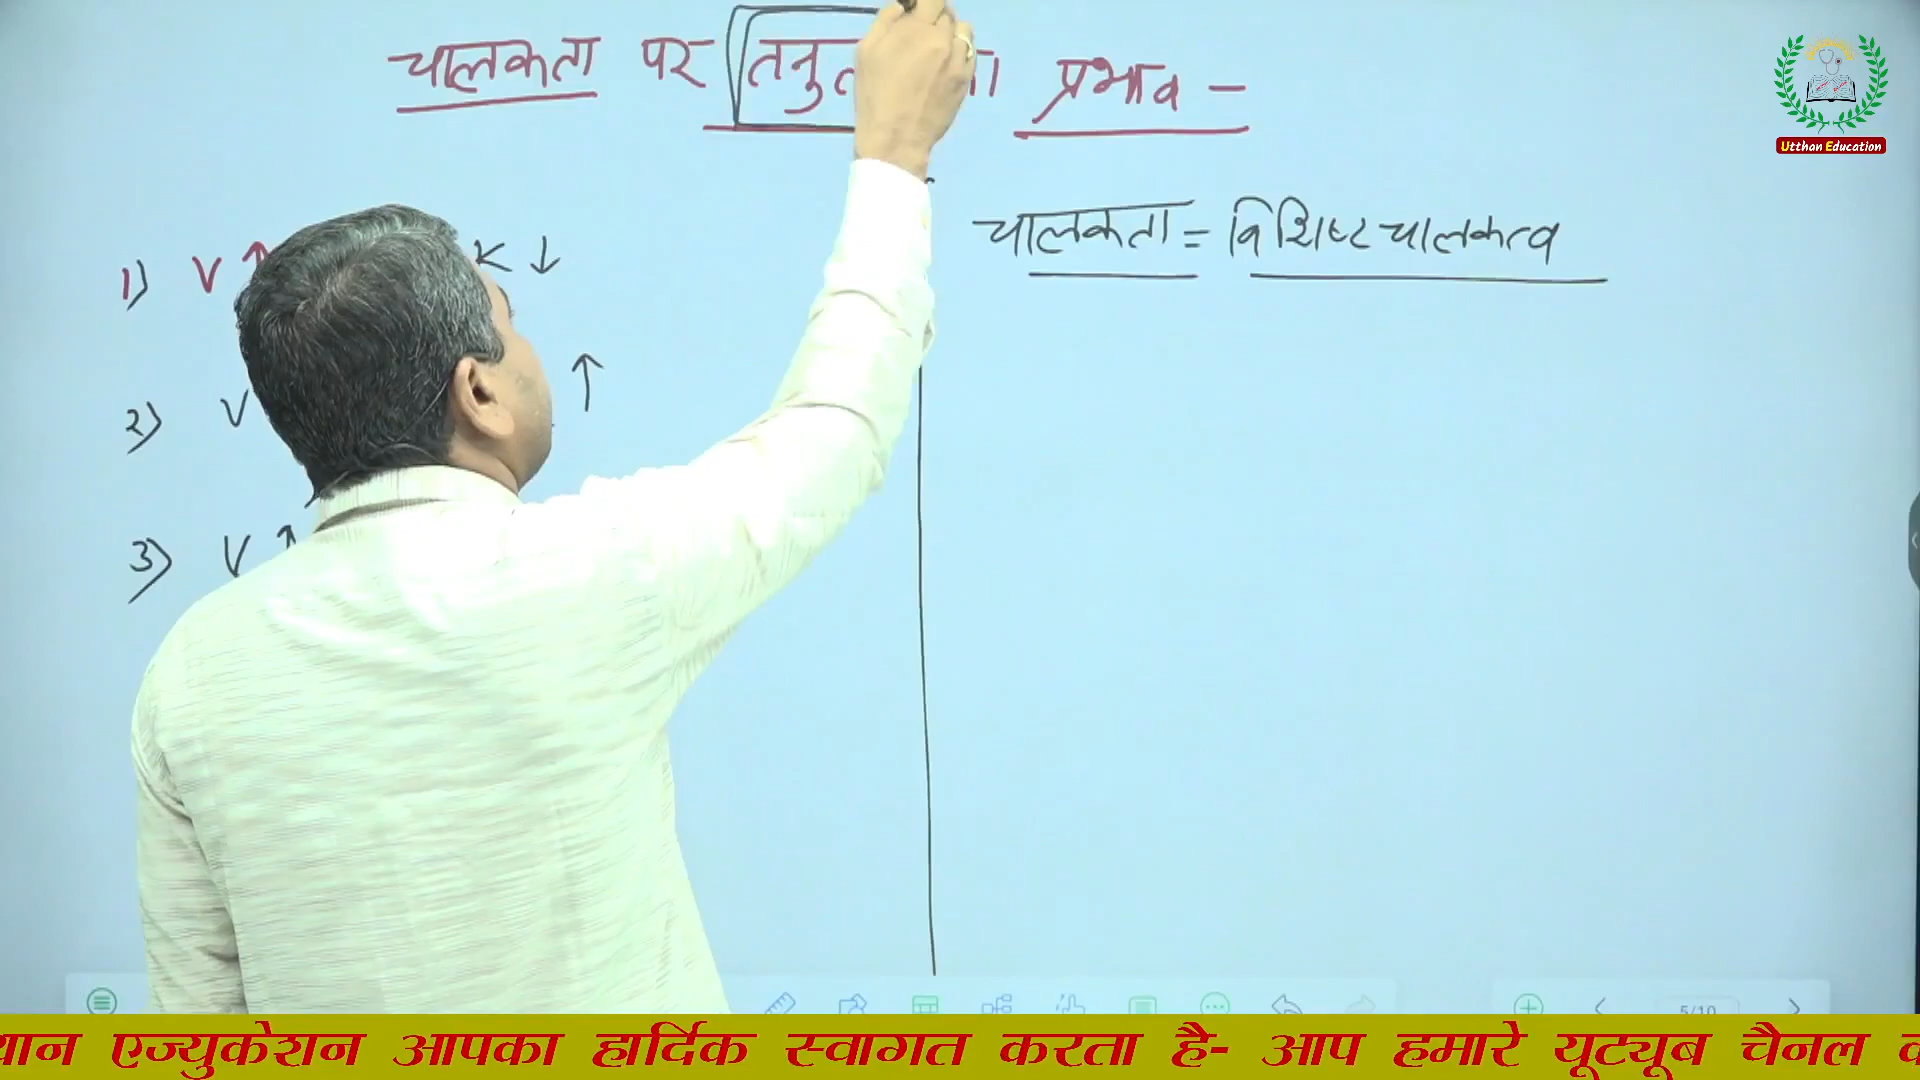 चालकता पर प्रभाव -
1) V ↑ K ↓
चालकता = विशिष्ट चालकत्व
2) V ↑
3) V ↑
Utthan Education
5/10
एज्युकेशन आपका हार्दिक स्वागत करता है- आप हमारे यूट्यूब चैनल